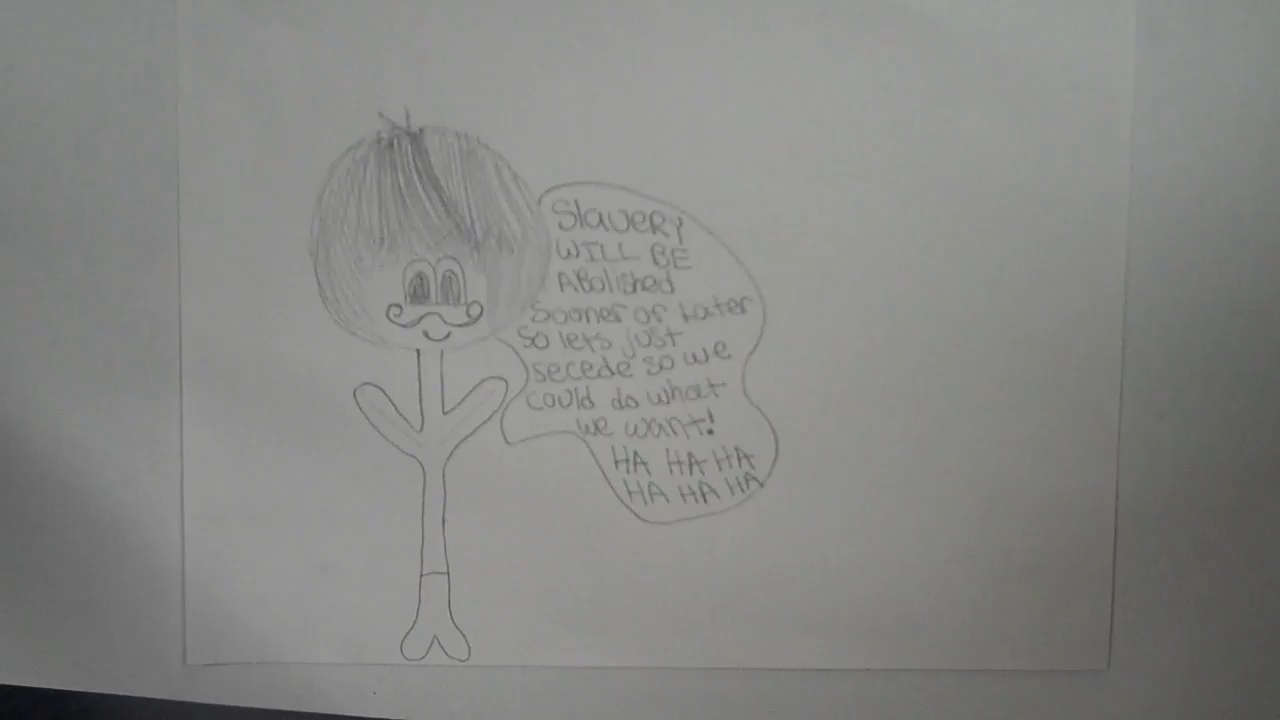 SlaveRy
WILL BE
ABolished
Sooner or Later
So lets just
secede so we
could do what
we want!
HA HA HA
HA HA HA